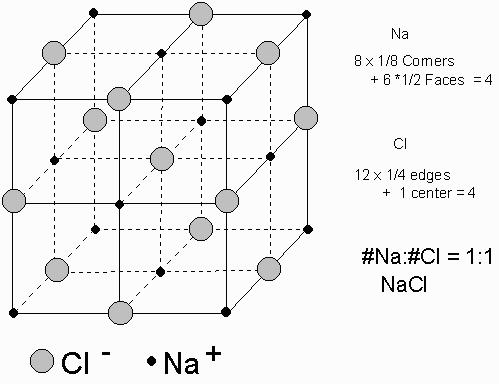 Na
8 x 1/8 Corners
+ 6 *1/2 Faces = 4
Cl
12 x 1/4 edges
+ 1 center = 4
#Na:#Cl = 1:1
NaCl
Cl - Na +